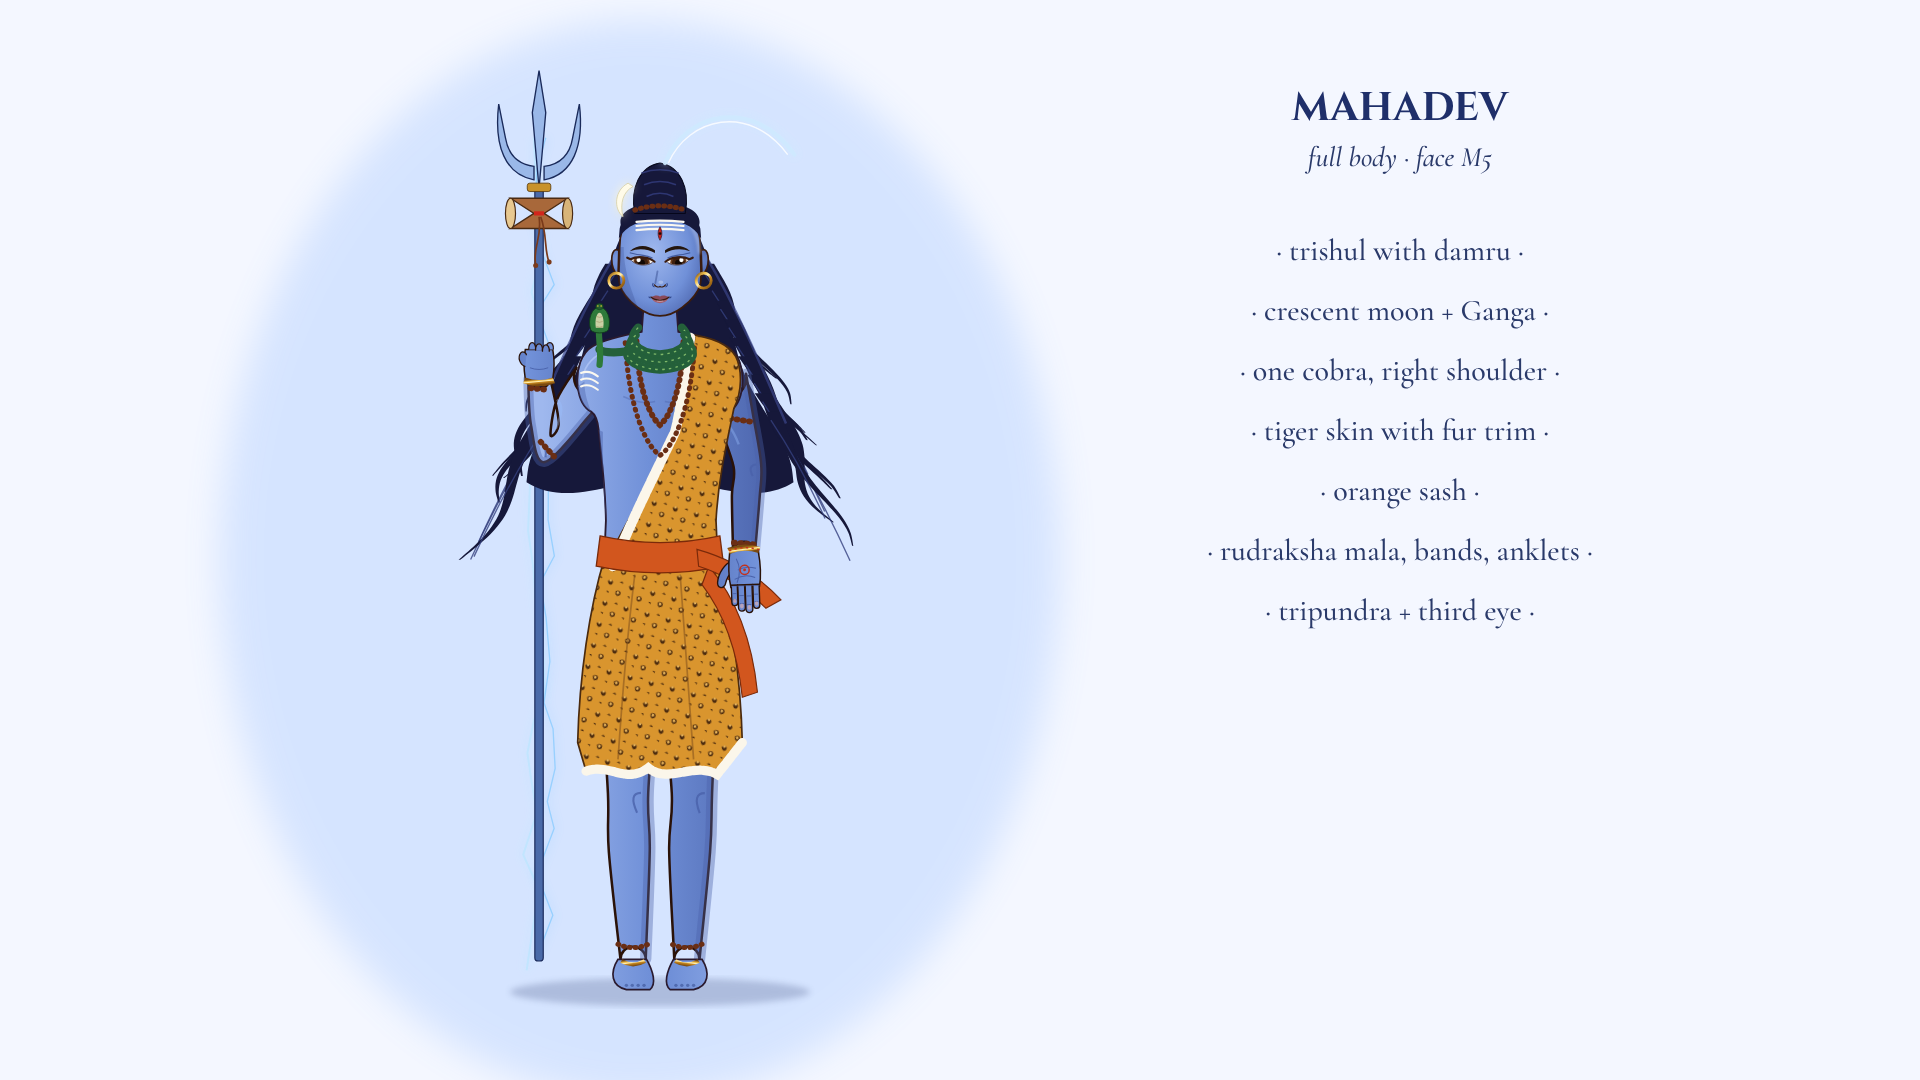 MAHADEV
full body · face M5
· trishul with damru ·
· crescent moon + Ganga ·
· one cobra, right shoulder ·
· tiger skin with fur trim ·
· orange sash ·
· rudraksha mala, bands, anklets ·
· tripundra + third eye ·